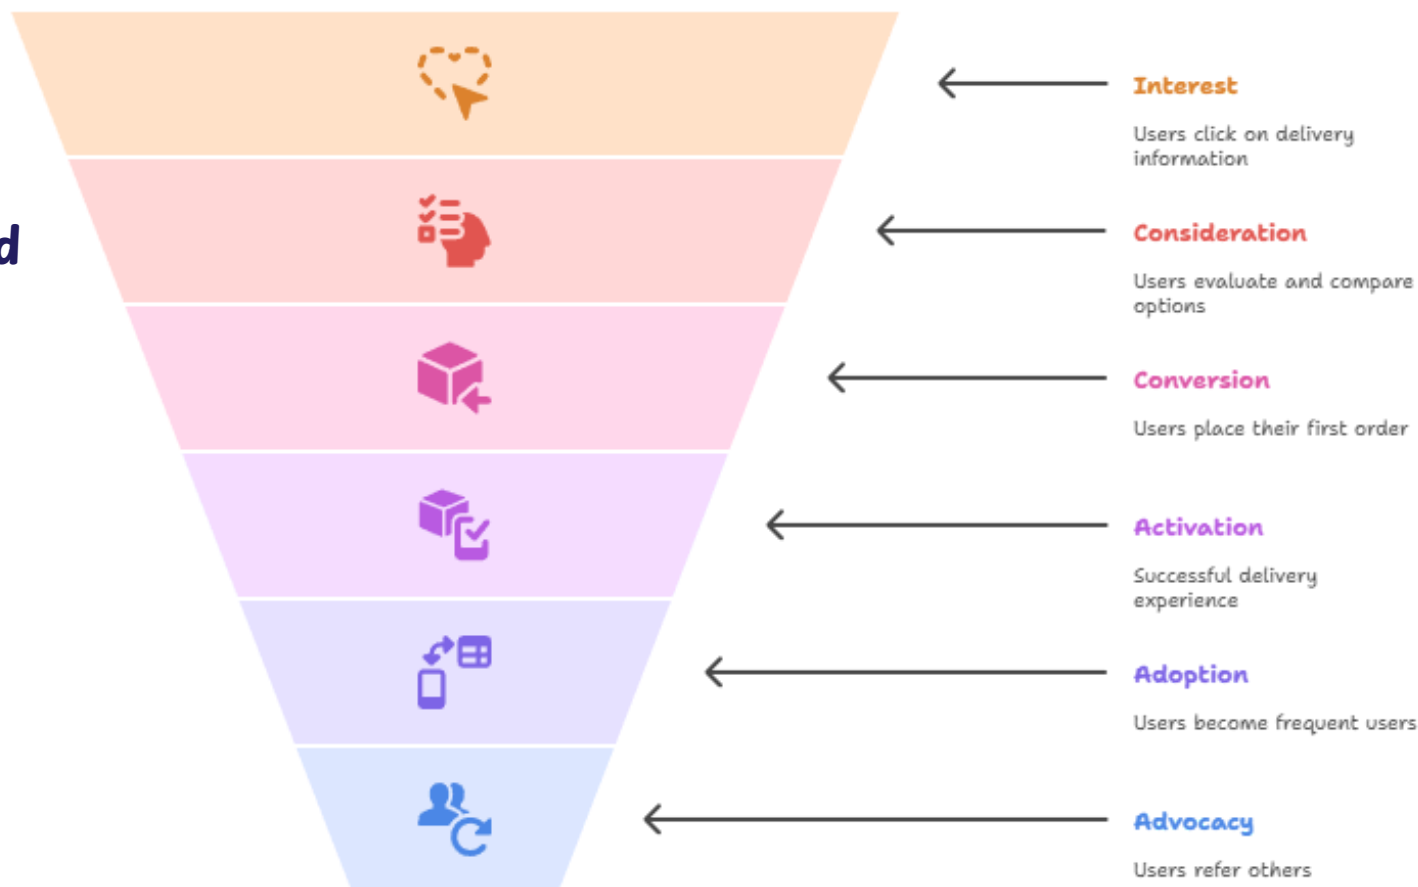 Interest
Users click on delivery
information
Consideration
Users evaluate and compare
options
Conversion
Users place their first order
Activation
Successful delivery
experience
Adoption
Users become frequent users
Advocacy
Users refer others